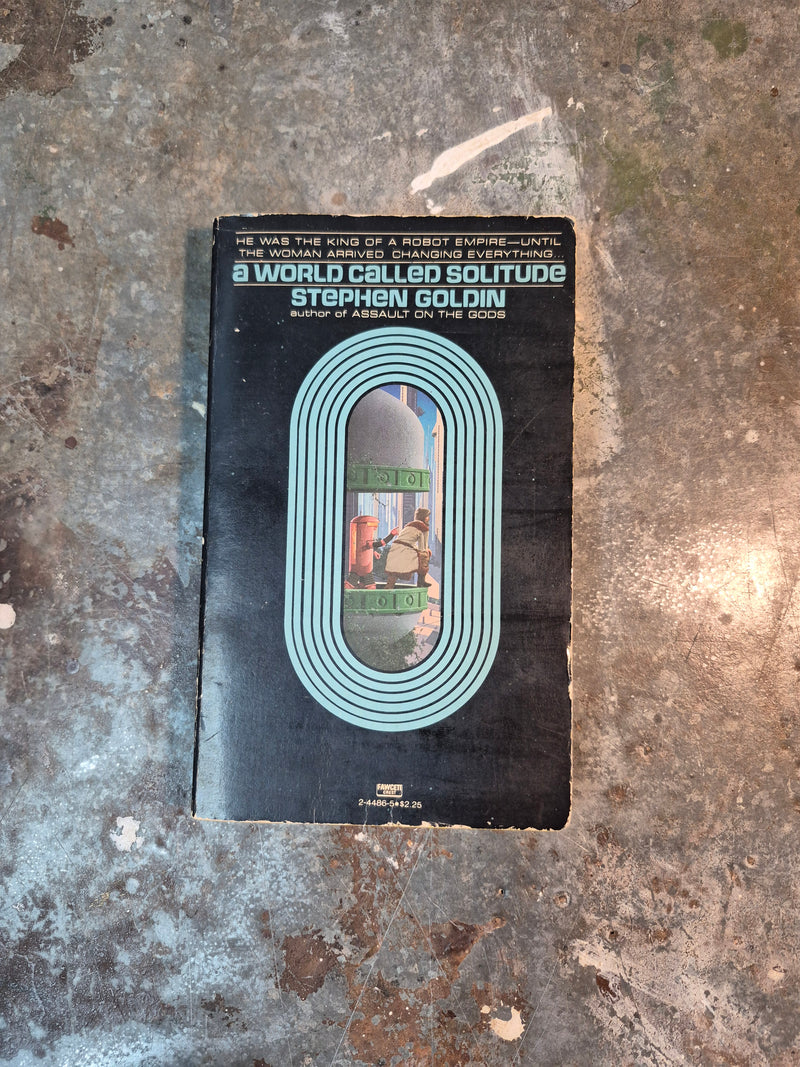 HE WAS THE KING OF A ROBOT EMPIRE—UNTIL
THE WOMAN ARRIVED CHANGING EVERYTHING...
a WORLD CALLED SOLITUDE
STEPHEN GOLDIN
author of ASSAULT ON THE GODS
FAWCETT
CREST
2-4486-5★$2.25